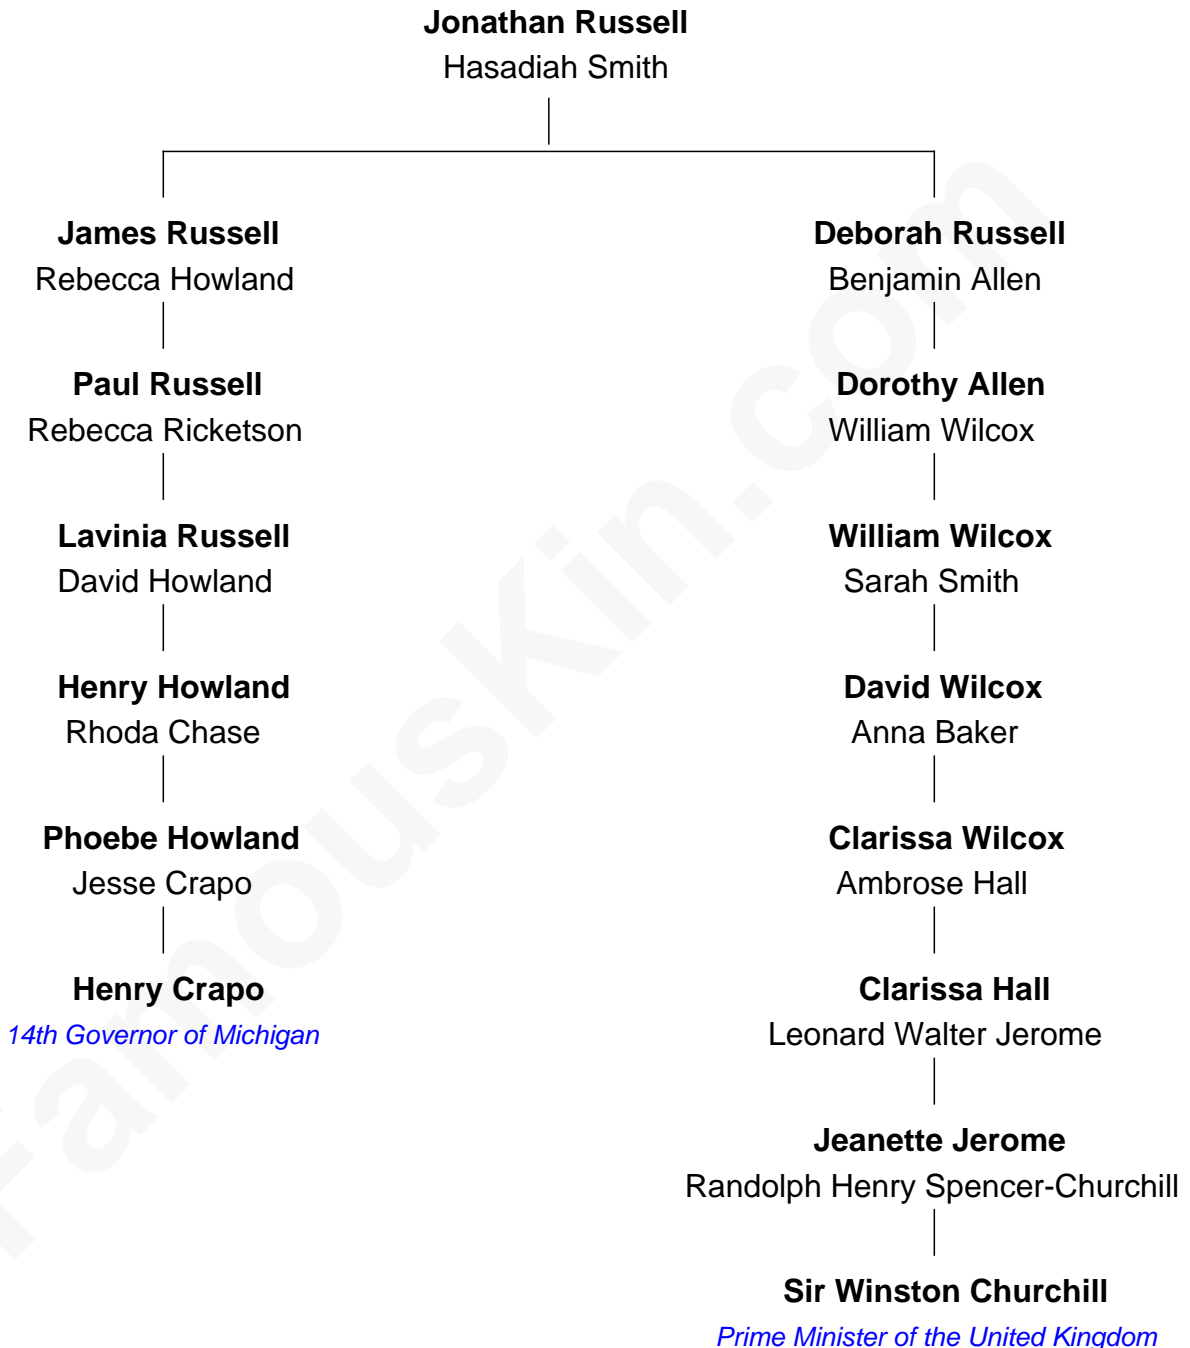 Jonathan Russell
Hasadiah Smith
James Russell
Rebecca Howland
Paul Russell
Rebecca Ricketson
Lavinia Russell
David Howland
Henry Howland
Rhoda Chase
Phoebe Howland
Jesse Crapo
Henry Crapo
14th Governor of Michigan
Deborah Russell
Benjamin Allen
Dorothy Allen
William Wilcox
William Wilcox
Sarah Smith
David Wilcox
Anna Baker
Clarissa Wilcox
Ambrose Hall
Clarissa Hall
Leonard Walter Jerome
Jeanette Jerome
Randolph Henry Spencer-Churchill
Sir Winston Churchill
Prime Minister of the United Kingdom
FamousKin.com